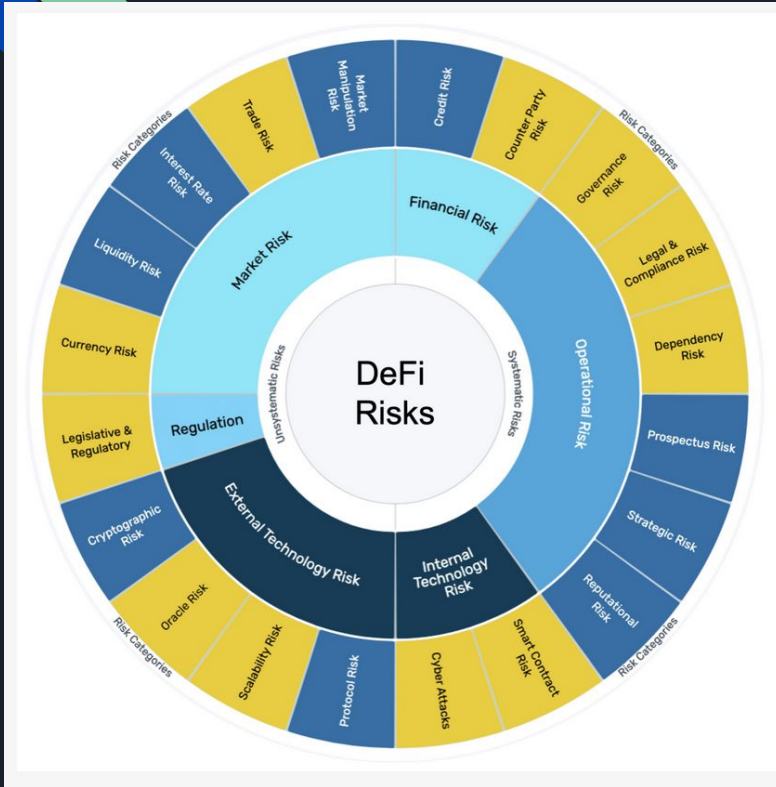 DeFi
Risks
Unsystematic Risks
Systematic Risks
Financial Risk
Operational Risk
Internal
Technology
Risk
External Technology Risk
Regulation
Market Risk
Risk Categories
Credit Risk
Counter Party
Risk
Governance
Risk
Legal &
Compliance Risk
Dependency
Risk
Prospectus Risk
Strategic Risk
Reputational
Risk
Risk Categories
Smart Contract
Risk
Cyber Attacks
Protocol Risk
Scalability Risk
Oracle Risk
Risk Categories
Cryptographic
Risk
Legislative &
Regulatory
Currency Risk
Liquidity Risk
Interest Rate
Risk
Risk Categories
Trade Risk
Market
Manipulation
Risk